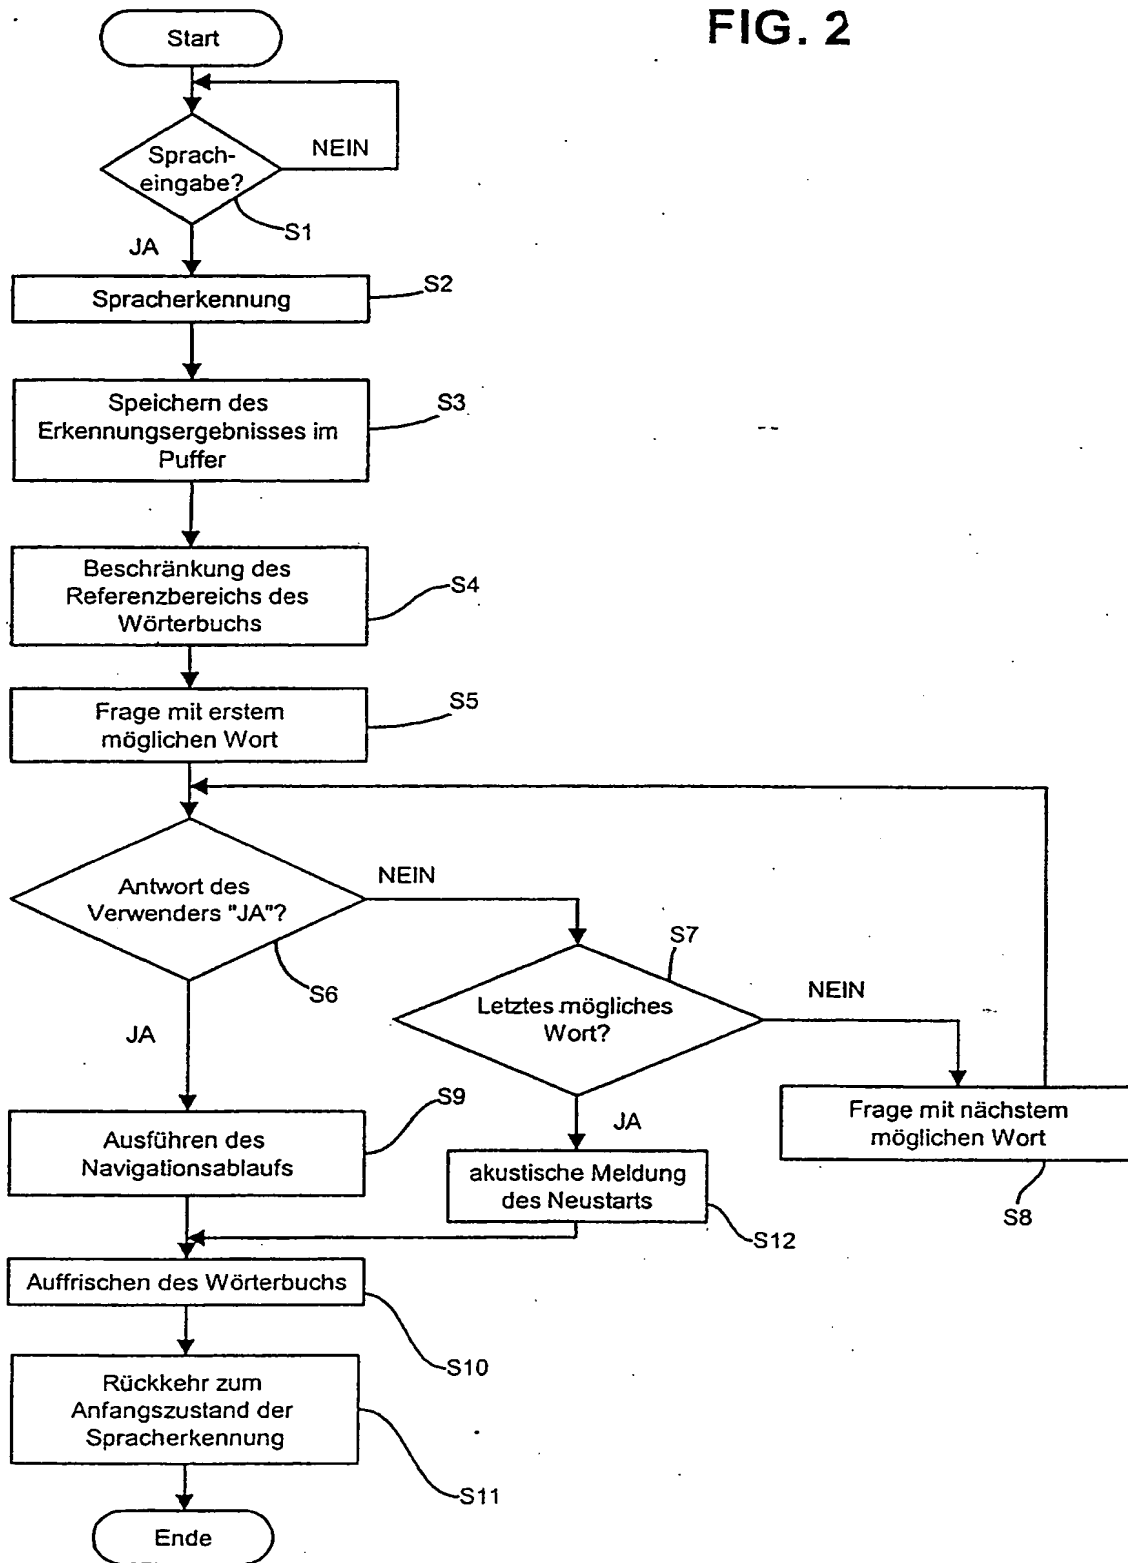 FIG. 2
Start
Sprach-
eingabe?
NEIN
S1
JA
Spracherkennung
S2
Speichern des
Erkennungsergebnisses im
Puffer
S3
Beschränkung des
Referenzbereichs des
Wörterbuchs
S4
Frage mit erstem
möglichen Wort
S5
Antwort des
Verwenders "JA"?
NEIN
S6
JA
S7
Letztes mögliches
Wort?
NEIN
JA
Frage mit nächstem
möglichen Wort
S8
Ausführen des
Navigationsablaufs
S9
akustische Meldung
des Neustarts
S12
Auffrischen des Wörterbuchs
S10
Rückkehr zum
Anfangszustand der
Spracherkennung
S11
Ende